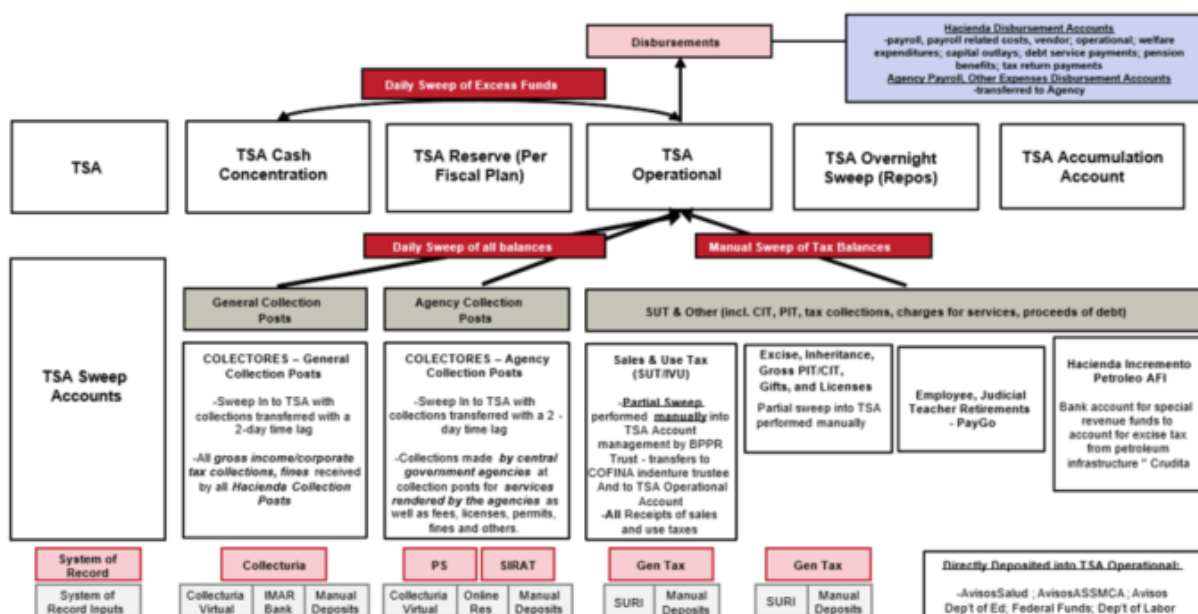 Disbursements
Hacienda Disbursement Accounts
-payroll, payroll related costs, vendor; operational; welfare
expenditures; capital outlays; debt service payments; pension
benefits; tax return payments
Agency Payroll, Other Expenses Disbursement Accounts
-transferred to Agency
Daily Sweep of Excess Funds
TSA
TSA Cash
Concentration
TSA Reserve (Per
Fiscal Plan)
TSA
Operational
TSA Overnight
Sweep (Repos)
TSA Accumulation
Account
Daily Sweep of all balances
Manual Sweep of Tax Balances
TSA Sweep
Accounts
General Collection
Posts
Agency Collection
Posts
SUT & Other (incl. CIT, PIT, tax collections, charges for services, proceeds of debt)
COLECTORES – General
Collection Posts
-Sweep In to TSA with
collections transferred with a
2-day time lag
-All gross income/corporate
tax collections, fines received
by all Hacienda Collection
Posts
COLECTORES – Agency
Collection Posts
-Sweep In to TSA with
collections transferred with a 2 -
day time lag
-Collections made by central
government agencies at
collection posts for services
rendered by the agencies as
well as fees, licenses, permits,
fines and others.
Sales & Use Tax
(SUT/IVU)
-Partial Sweep
performed manually into
TSA Account
management by BPPR
Trust - transfers to
COFINA indenture trustee
And to TSA Operational
Account
-All Receipts of sales
and use taxes
Excise, Inheritance,
Gross PIT/CIT,
Gifts, and Licenses
Partial sweep into TSA
performed manually
Employee, Judicial
Teacher Retirements
- PayGo
Hacienda Incremento
Petroleo AFI
Bank account for special
revenue funds to
account for excise tax
from petroleum
infrastructure " Crudita
System of
Record
Collecturia
PS
SIRAT
Gen Tax
Gen Tax
System of
Record Inputs
Collecturia
Virtual
IMAR
Bank
Manual
Deposits
Collecturia
Virtual
Online
Res
Manual
Deposits
SURI
Manual
Deposits
SURI
Manual
Deposits
Directly Deposited into TSA Operational:
-AvisosSalud ; AvisosASSMCA; Avisos
Dep't of Ed; Federal Funds; Dep't of Labor